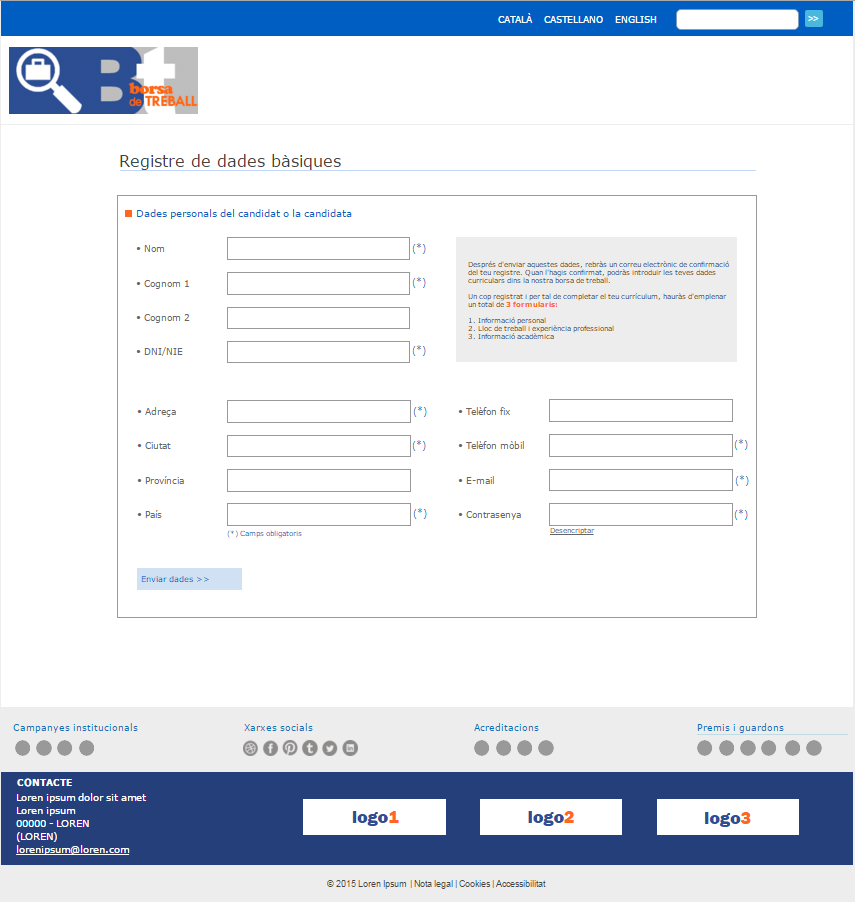 CATALÀ CASTELLANO ENGLISH >>
B+
borsa
de TREBALL
Registre de dades bàsiques
Dades personals del candidat o la candidata
• Nom (*)
• Cognom 1 (*)
• Cognom 2
• DNI/NIE (*)
Després d'enviar aquestes dades, rebràs un correu electrònic de confirmació
del teu registre. Quan l'hagis confirmat, podràs introduir les teves dades
curriculars dins la nostra borsa de treball.
Un cop registrat i per tal de completar el teu currículum, hauràs d'emplenar
un total de 3 formularis:
1. Informació personal
2. Lloc de treball i experiència professional
3. Informació acadèmica
• Adreça (*)
• Ciutat (*)
• Província
• País (*)
(*) Camps obligatoris
• Telèfon fix
• Telèfon mòbil (*)
• E-mail (*)
• Contrasenya (*)
Desencriptar
Enviar dades >>
Campanyes institucionals
Xarxes socials
Acreditacions
Premis i guardons
CONTACTE
Loren ipsum dolor sit amet
Loren ipsum
00000 - LOREN
(LOREN)
lorenipsum@loren.com
logo1
logo2
logo3
© 2015 Loren Ipsum | Nota legal | Cookies | Accessibilitat